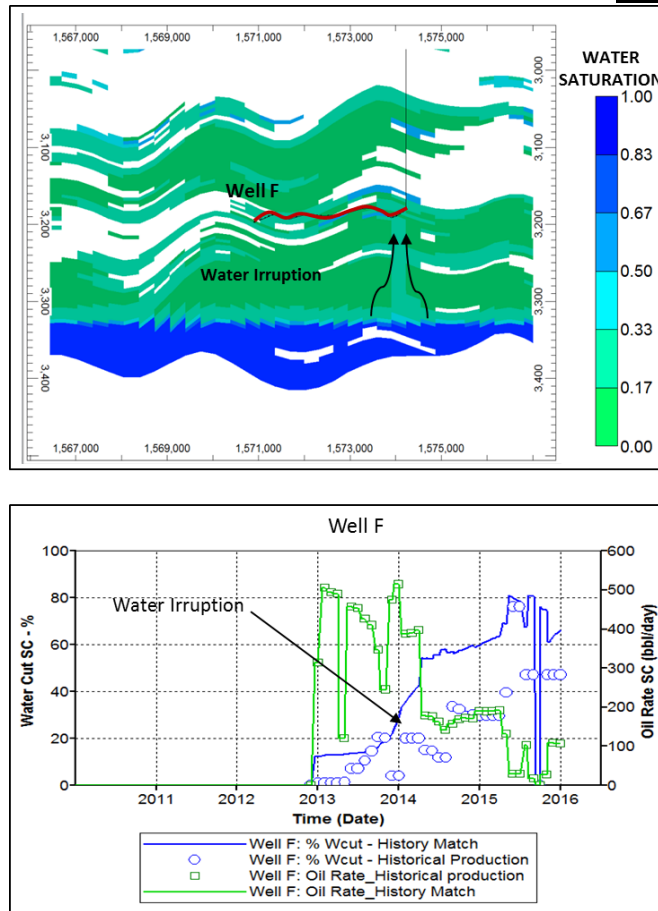 1,567,000 1,569,000 1,571,000 1,573,000 1,575,000
WATER
SATURATION
3,000
3,100
3,200
3,300
3,400
3,100
3,200
3,300
3,400
1.00
0.83
0.67
0.50
0.33
0.17
0.00
Well F
Water Irruption
1,567,000 1,569,000 1,571,000 1,573,000 1,575,000
Well F
Water Cut SC - %
100
80
60
40
20
0
Water Irruption
Oil Rate SC (bbl/day)
600
500
400
300
200
100
0
2011 2012 2013 2014 2015 2016
Time (Date)
Well F: % Wcut - History Match
Well F: % Wcut - Historical Production
Well F: Oil Rate_Historical production
Well F: Oil Rate_History Match